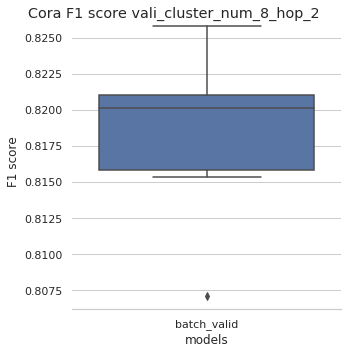 Cora F1 score vali_cluster_num_8_hop_2
0.8250
0.8225
0.8200
0.8175
0.8150
0.8125
0.8100
0.8075
F1 score
batch_valid
models